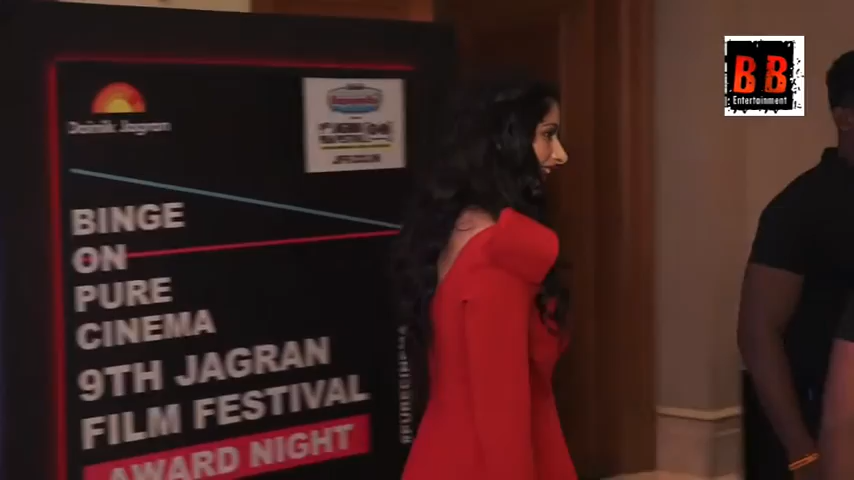 BB
Entertainment
Dainik Jagran
BINGE
ON
PURE
CINEMA
9TH JAGRAN
FILM FESTIVAL
AWARD NIGHT